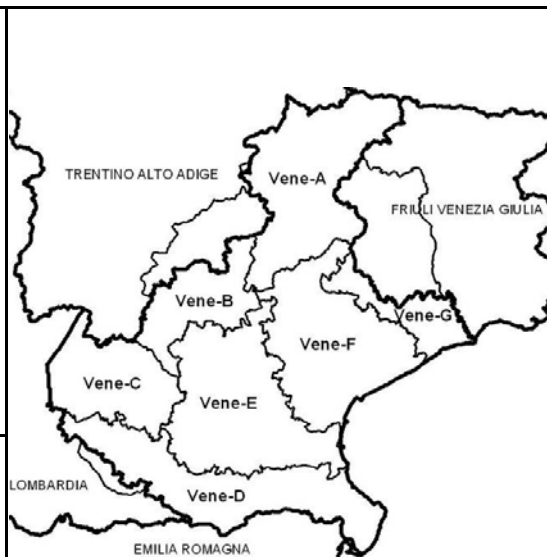 TRENTINO ALTO ADIGE
Vene-A
FRIULI VENEZIA GIULIA
Vene-B
Vene-G
Vene-F
Vene-C
Vene-E
LOMBARDIA
Vene-D
EMILIA ROMAGNA